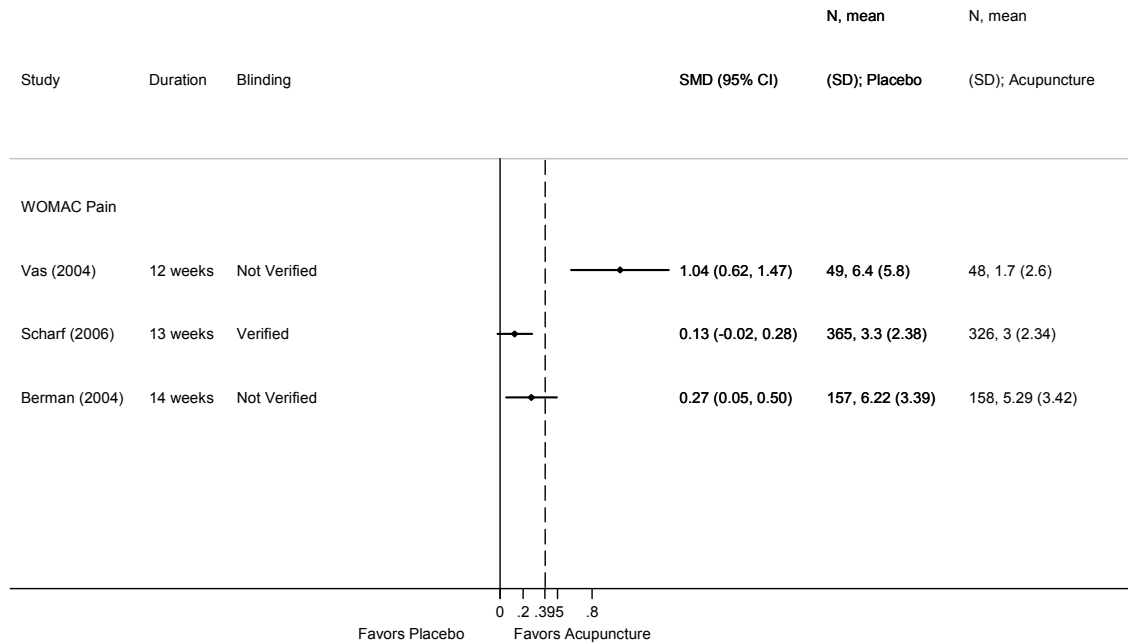 N, mean N, mean
Study Duration Blinding SMD (95% CI) (SD); Placebo (SD); Acupuncture
WOMAC Pain
Vas (2004) 12 weeks Not Verified 1.04 (0.62, 1.47) 49, 6.4 (5.8) 48, 1.7 (2.6)
Scharf (2006) 13 weeks Verified 0.13 (-0.02, 0.28) 365, 3.3 (2.38) 326, 3 (2.34)
Berman (2004) 14 weeks Not Verified 0.27 (0.05, 0.50) 157, 6.22 (3.39) 158, 5.29 (3.42)
0 .2 .395 .8
Favors Placebo Favors Acupuncture